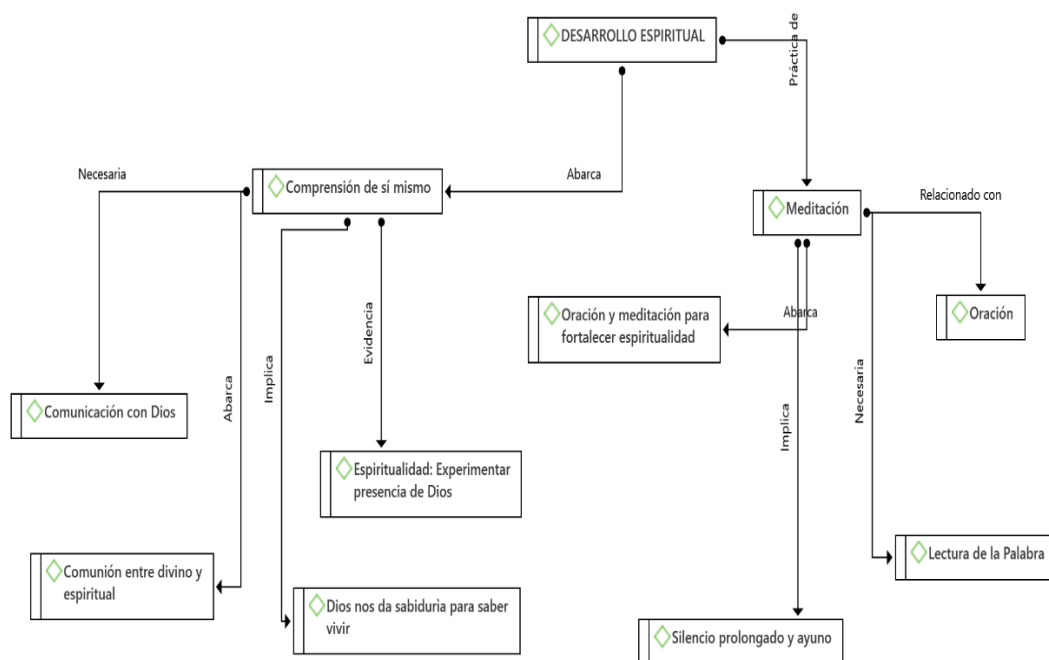 DESARROLLO ESPIRITUAL
Práctica de
Necesaria
Comprensión de sí mismo
Abarca
Meditación
Relacionado con
Oración y meditación para
fortalecer espiritualidad
Abarca
Oración
Evidencia
Implica
Abarca
Necesaria
Implica
Comunicación con Dios
Espiritualidad: Experimentar
presencia de Dios
Lectura de la Palabra
Comunión entre divino y
espiritual
Dios nos da sabidurìa para saber
vivir
Silencio prolongado y ayuno